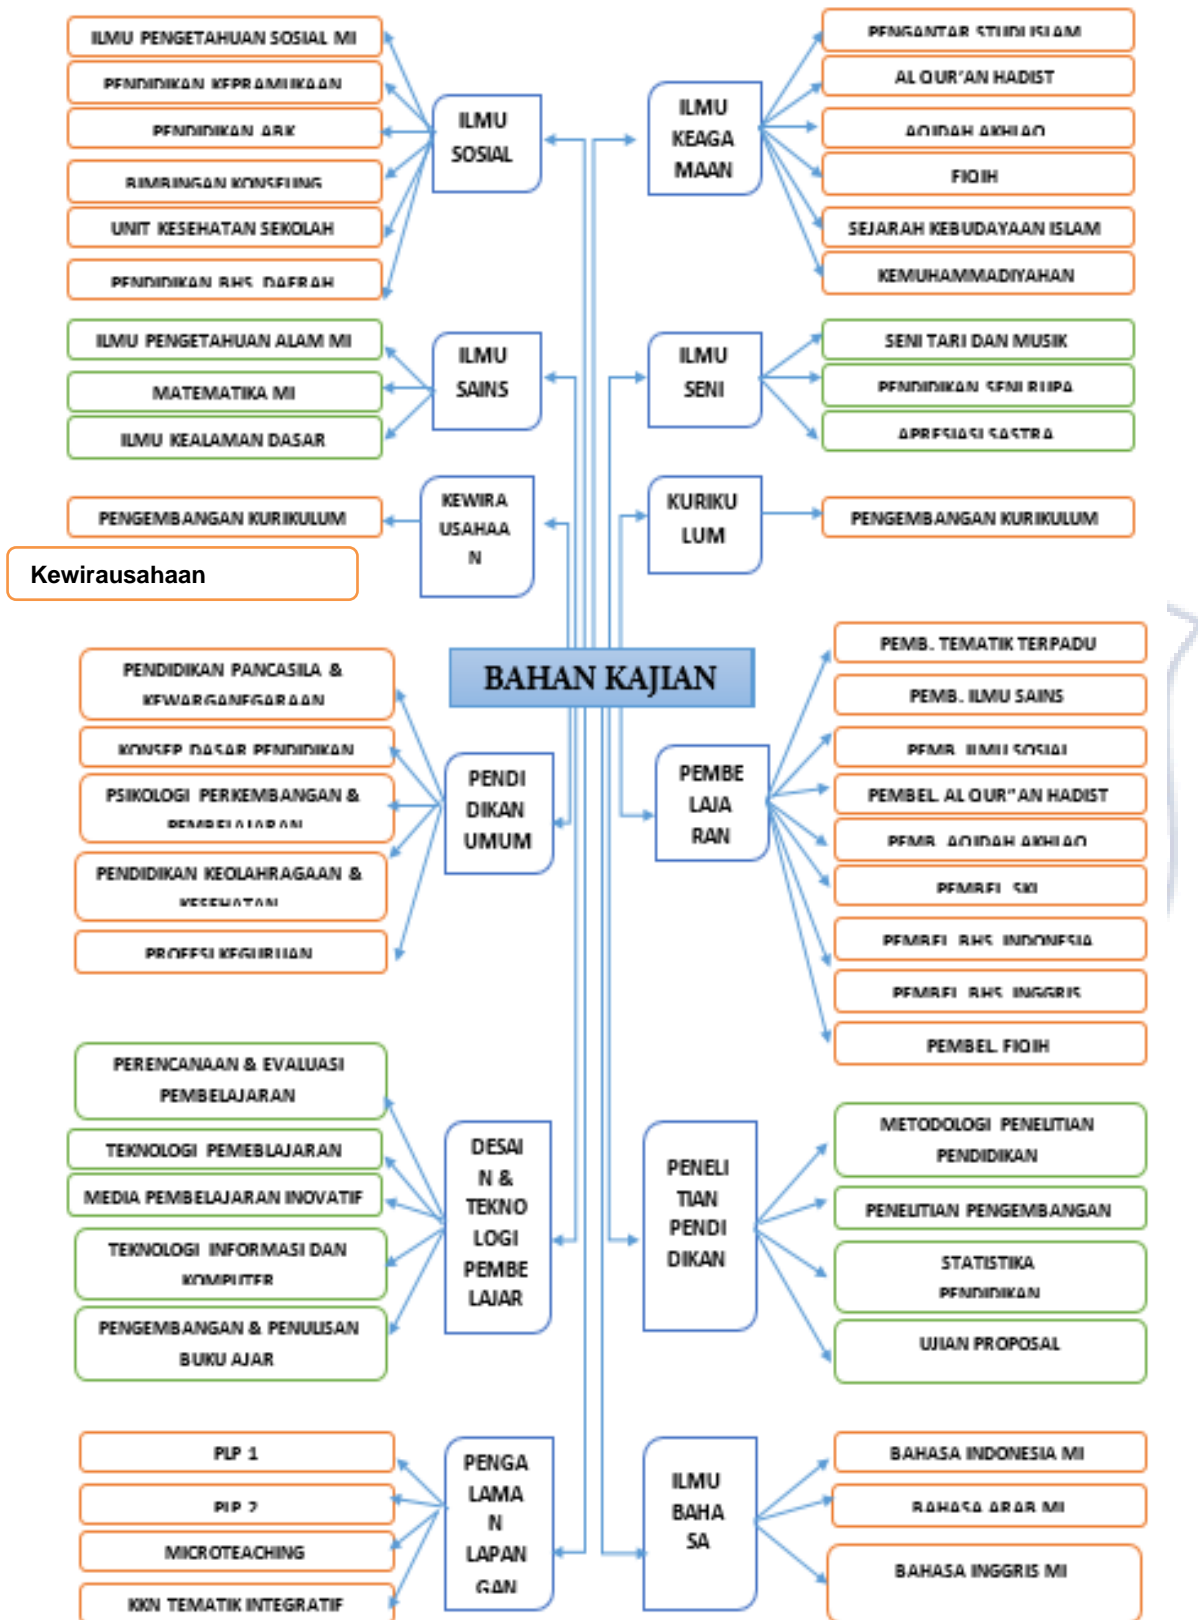 ILMU PENGETAHUAN SOSIAL MI
PENDIDIKAN KEPRAMUKAAN
PENDIDIKAN ABK
BIMBINGAN KONSELING
UNIT KESEHATAN SEKOLAH
PENDIDIKAN BHS. DAERAH
ILMU
SOSIAL
ILMU
KEAGA
MAAN
PENGANTAR STUDI ISLAM
AL QUR'AN HADIST
AQIDAH AKHLAQ
FIQIH
SEJARAH KEBUDAYAAN ISLAM
KEMUHAMMADIYAHAN
ILMU PENGETAHUAN ALAM MI
MATEMATIKA MI
ILMU KEALAMAN DASAR
ILMU
SAINS
ILMU
SENI
SENI TARI DAN MUSIK
PENDIDIKAN SENI RUPA
APRESIASI SASTRA
PENGEMBANGAN KURIKULUM
Kewirausahaan
KEWIRA
USAHAA
N
KURIKU
LUM
PENGEMBANGAN KURIKULUM
BAHAN KAJIAN
PENDIDIKAN PANCASILA &
KEWARGANEGARAAN
KONSEP DASAR PENDIDIKAN
PSIKOLOGI PERKEMBANGAN &
PEMBELAJARAN
PENDIDIKAN KEOLAHRAGAAN &
KESEHATAN
PROFESI KEGURUAN
PENDI
DIKAN
UMUM
PEMBE
LAJA
RAN
PEMB. TEMATIK TERPADU
PEMB. ILMU SAINS
PEMB. ILMU SOSIAL
PEMBEL. AL QUR"AN HADIST
PEMB. AQIDAH AKHLAQ
PEMBEL. SKI
PEMBEL. BHS. INDONESIA
PEMBEL. BHS. INGGRIS
PEMBEL. FIQIH
PERENCANAAN & EVALUASI
PEMBELAJARAN
TEKNOLOGI PEMEBLAJARAN
MEDIA PEMBELAJARAN INOVATIF
TEKNOLOGI INFORMASI DAN
KOMPUTER
PENGEMBANGAN & PENULISAN
BUKU AJAR
DESAI
N &
TEKNO
LOGI
PEMBE
LAJAR
PENELI
TIAN
PENDI
DIKAN
METODOLOGI PENELITIAN
PENDIDIKAN
PENELITIAN PENGEMBANGAN
STATISTIKA
PENDIDIKAN
UJIAN PROPOSAL
PLP 1
PLP 2
MICROTEACHING
KKN TEMATIK INTEGRATIF
PENGA
LAMA
N
LAPAN
GAN
ILMU
BAHA
SA
BAHASA INDONESIA MI
BAHASA ARAB MI
BAHASA INGGRIS MI